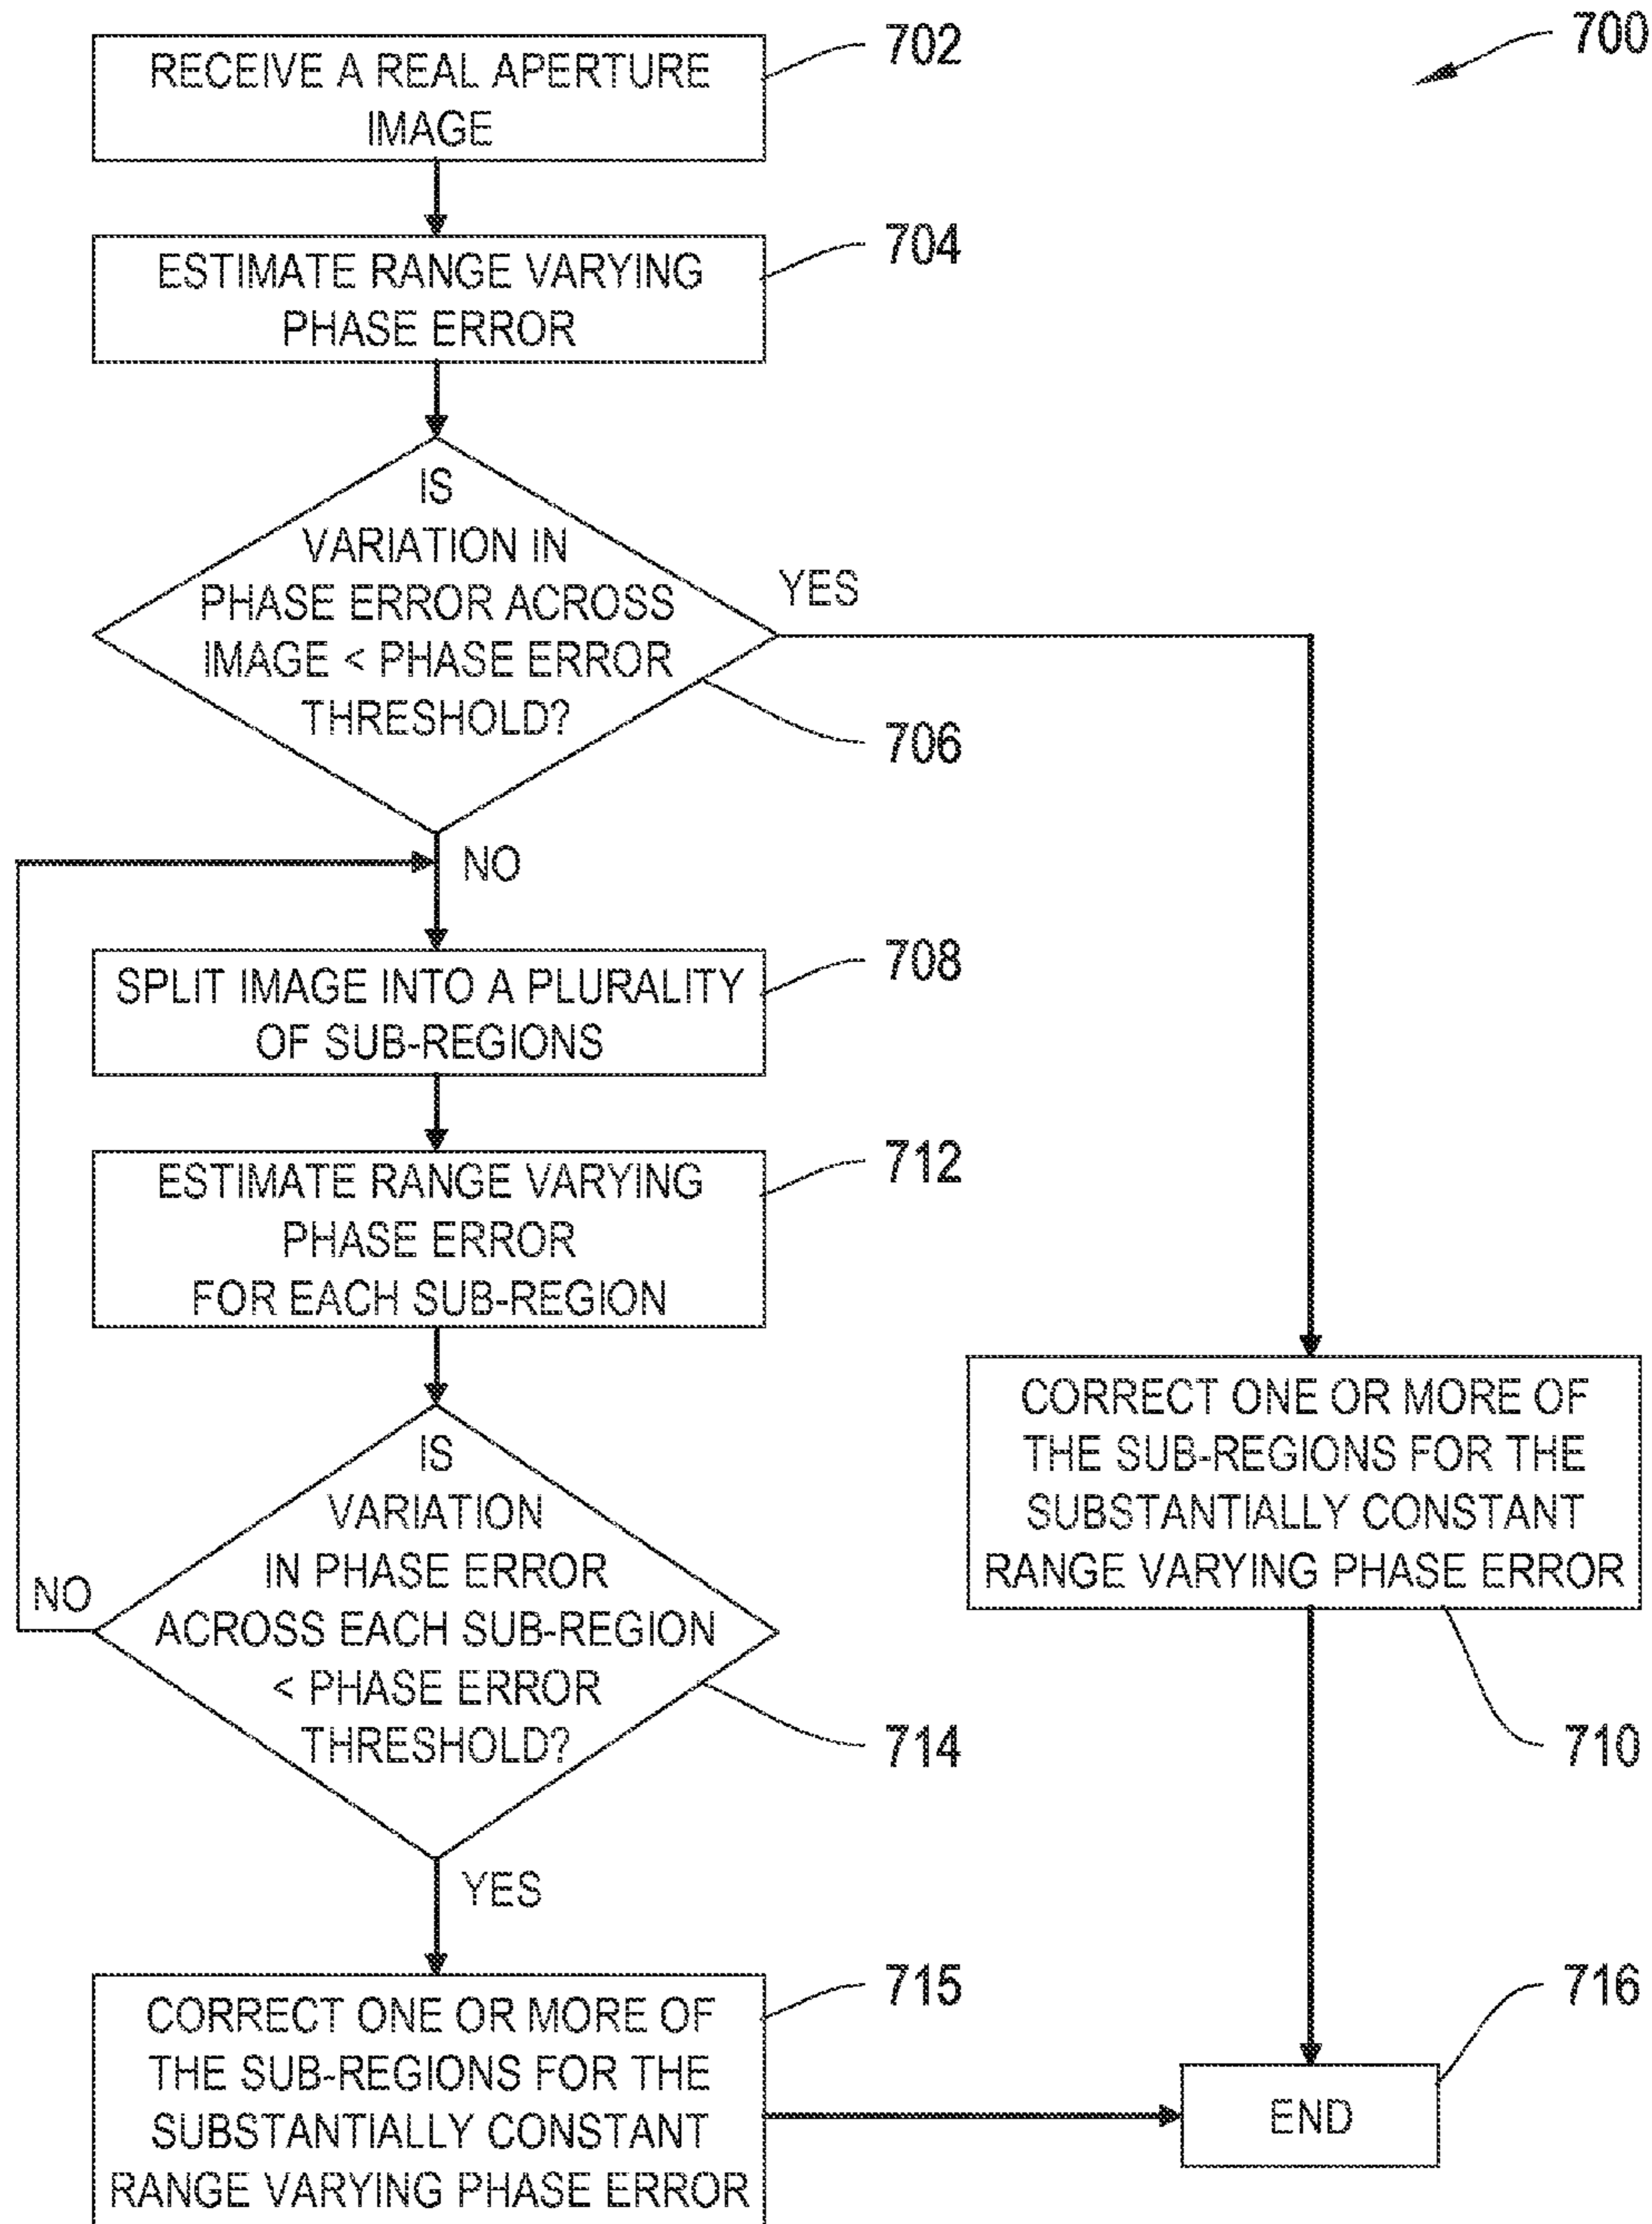 700
RECEIVE A REAL APERTURE
IMAGE
702
ESTIMATE RANGE VARYING
PHASE ERROR
704
IS
VARIATION IN
PHASE ERROR ACROSS
IMAGE < PHASE ERROR
THRESHOLD?
706
YES
NO
SPLIT IMAGE INTO A PLURALITY
OF SUB-REGIONS
708
ESTIMATE RANGE VARYING
PHASE ERROR
FOR EACH SUB-REGION
712
IS
VARIATION
IN PHASE ERROR
ACROSS EACH SUB-REGION
< PHASE ERROR
THRESHOLD?
714
NO
YES
CORRECT ONE OR MORE OF
THE SUB-REGIONS FOR THE
SUBSTANTIALLY CONSTANT
RANGE VARYING PHASE ERROR
710
CORRECT ONE OR MORE OF
THE SUB-REGIONS FOR THE
SUBSTANTIALLY CONSTANT
RANGE VARYING PHASE ERROR
715
END
716